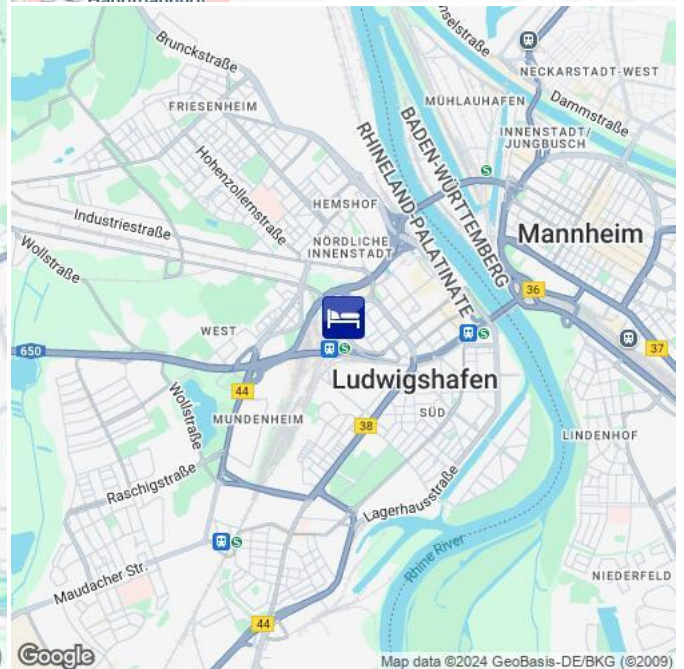 Brunckstraße
NECKARSTADT-WEST
FRIESENHEIM
MÜHLAUHAFEN
Dammstraße
INNENSTADT/
JUNGBUSCH
Hohenzollernstraße
RHINELAND-PALATINATE
BADEN-WÜRTTEMBERG
S
HEMSHOF
Industriestraße
NÖRDLICHE
INNENSTADT
Mannheim
Wollstraße
36
WEST
S
S
37
650
Ludwigshafen
44
Wollstraße
MUNDENHEIM
38
SÜD
LINDENHOF
Raschigstraße
Lagerhausstraße
S
Rhine River
Maudacher Str.
NIEDERFELD
44
Google
Map data ©2024 GeoBasis-DE/BKG (©2009)